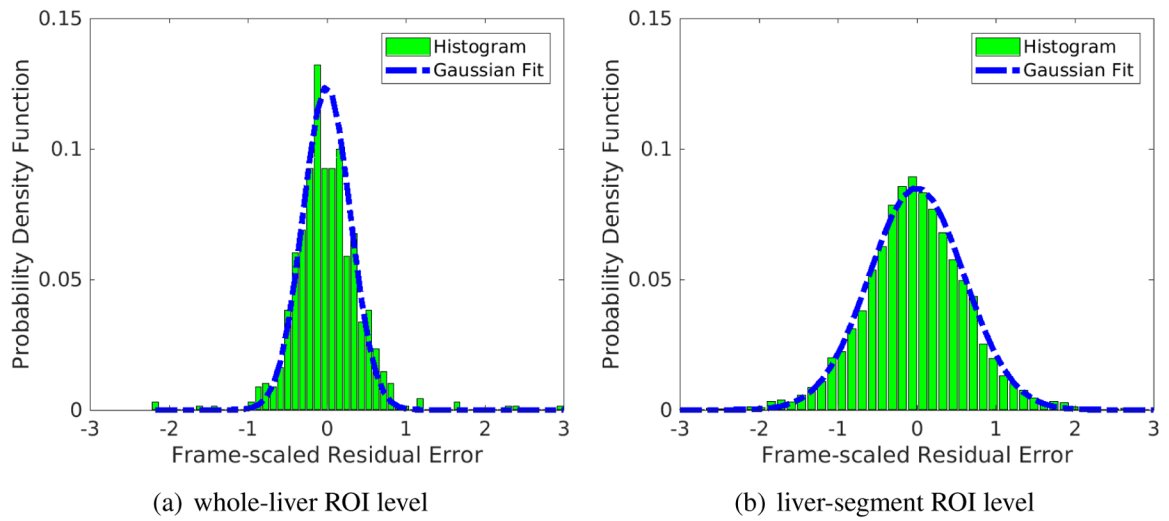 0.15
0.1
0.05
0
Probability Density Function
Histogram
Gaussian Fit
-3 -2 -1 0 1 2 3
Frame-scaled Residual Error
(a) whole-liver ROI level
0.15
0.1
0.05
0
Probability Density Function
Histogram
Gaussian Fit
-3 -2 -1 0 1 2 3
Frame-scaled Residual Error
(b) liver-segment ROI level